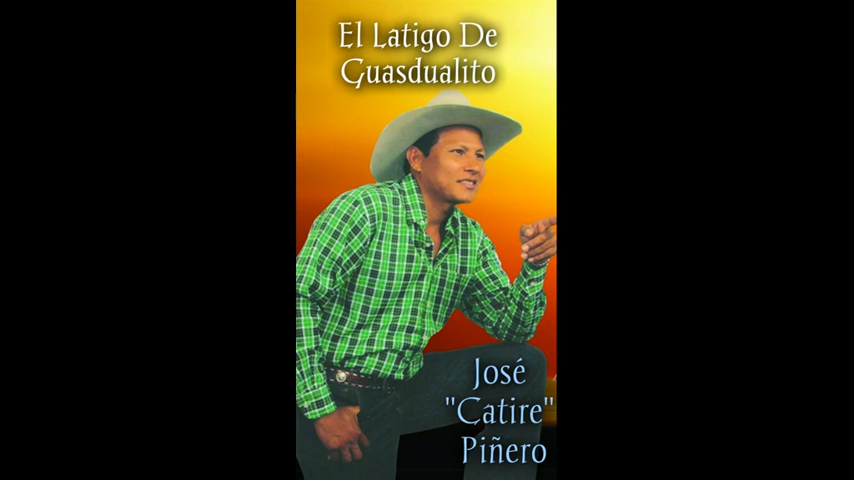 El Latigo De
Guasdualito
José
"Catire"
Piñero